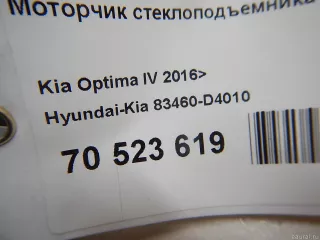 Моторчик стеклоподъемника
Kia Optima IV 2016>
Hyundai-Kia 83460-D4010
70 523 619